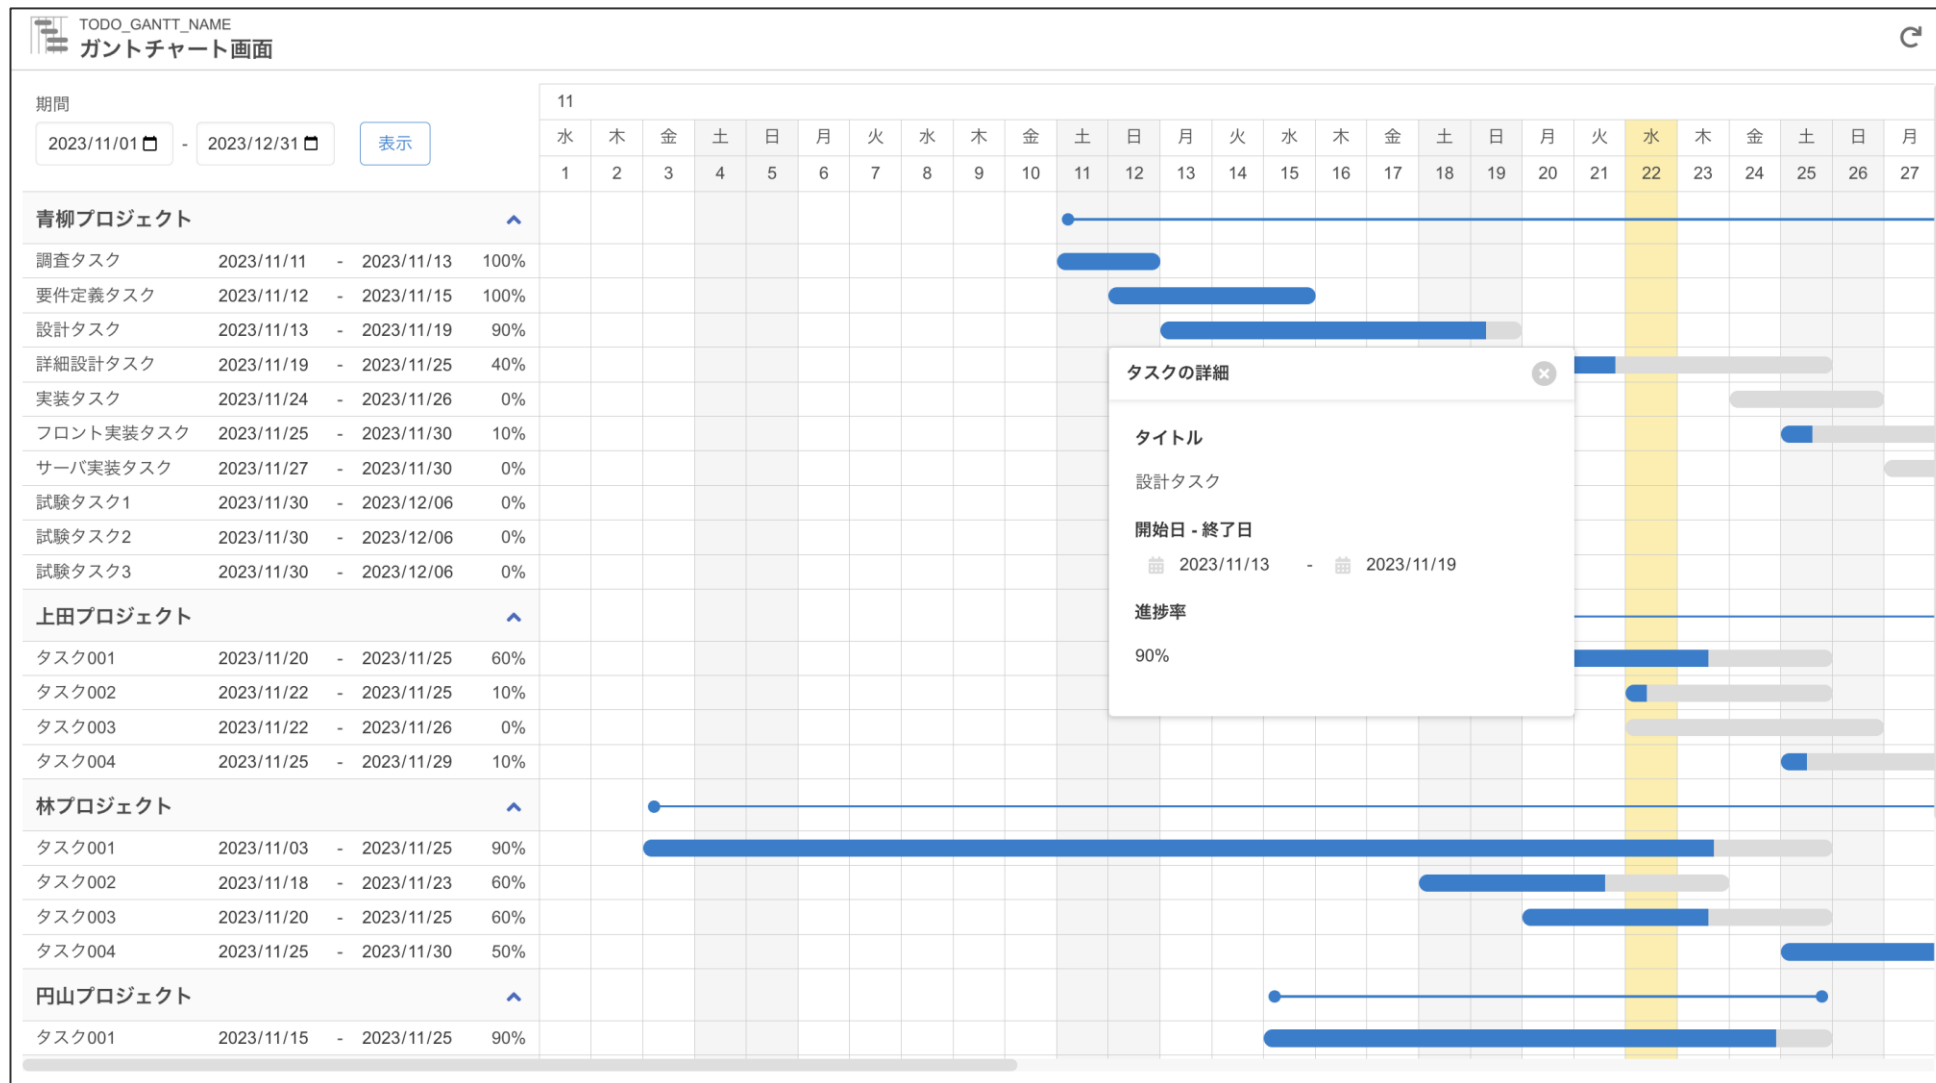 TODO_GANTT_NAME
ガントチャート画面
期間
2023/11/01 - 2023/12/31 表示
11
水 木 金 土 日 月 火 水 木 金 土 日 月 火 水 木 金 土 日 月 火 水 木 金 土 日 月
1 2 3 4 5 6 7 8 9 10 11 12 13 14 15 16 17 18 19 20 21 22 23 24 25 26 27
青柳プロジェクト
調査タスク 2023/11/11 - 2023/11/13 100%
要件定義タスク 2023/11/12 - 2023/11/15 100%
設計タスク 2023/11/13 - 2023/11/19 90%
詳細設計タスク 2023/11/19 - 2023/11/25 40%
実装タスク 2023/11/24 - 2023/11/26 0%
フロント実装タスク 2023/11/25 - 2023/11/30 10%
サーバ実装タスク 2023/11/27 - 2023/11/30 0%
試験タスク1 2023/11/30 - 2023/12/06 0%
試験タスク2 2023/11/30 - 2023/12/06 0%
試験タスク3 2023/11/30 - 2023/12/06 0%
上田プロジェクト
タスク001 2023/11/20 - 2023/11/25 60%
タスク002 2023/11/22 - 2023/11/25 10%
タスク003 2023/11/22 - 2023/11/26 0%
タスク004 2023/11/25 - 2023/11/29 10%
林プロジェクト
タスク001 2023/11/03 - 2023/11/25 90%
タスク002 2023/11/18 - 2023/11/23 60%
タスク003 2023/11/20 - 2023/11/25 60%
タスク004 2023/11/25 - 2023/11/30 50%
円山プロジェクト
タスク001 2023/11/15 - 2023/11/25 90%
タスクの詳細
タイトル
設計タスク
開始日 - 終了日
2023/11/13 - 2023/11/19
進捗率
90%